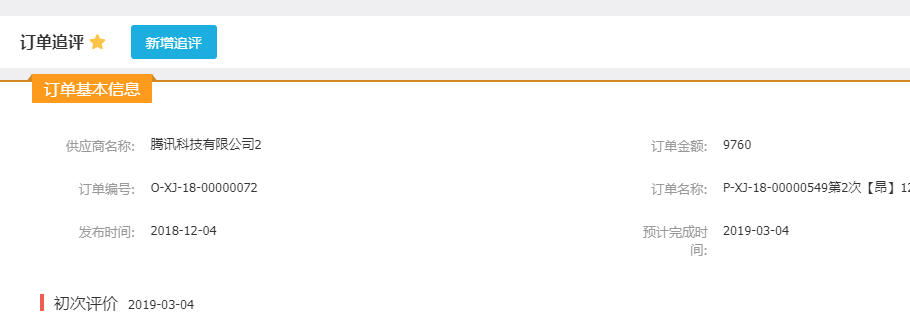 订单追评 新增追评
订单基本信息
供应商名称: 腾讯科技有限公司2 订单金额: 9760
订单编号: O-XJ-18-00000072 订单名称: P-XJ-18-00000549第2次【昂】12
发布时间: 2018-12-04 预计完成时 2019-03-04
间:
初次评价 2019-03-04